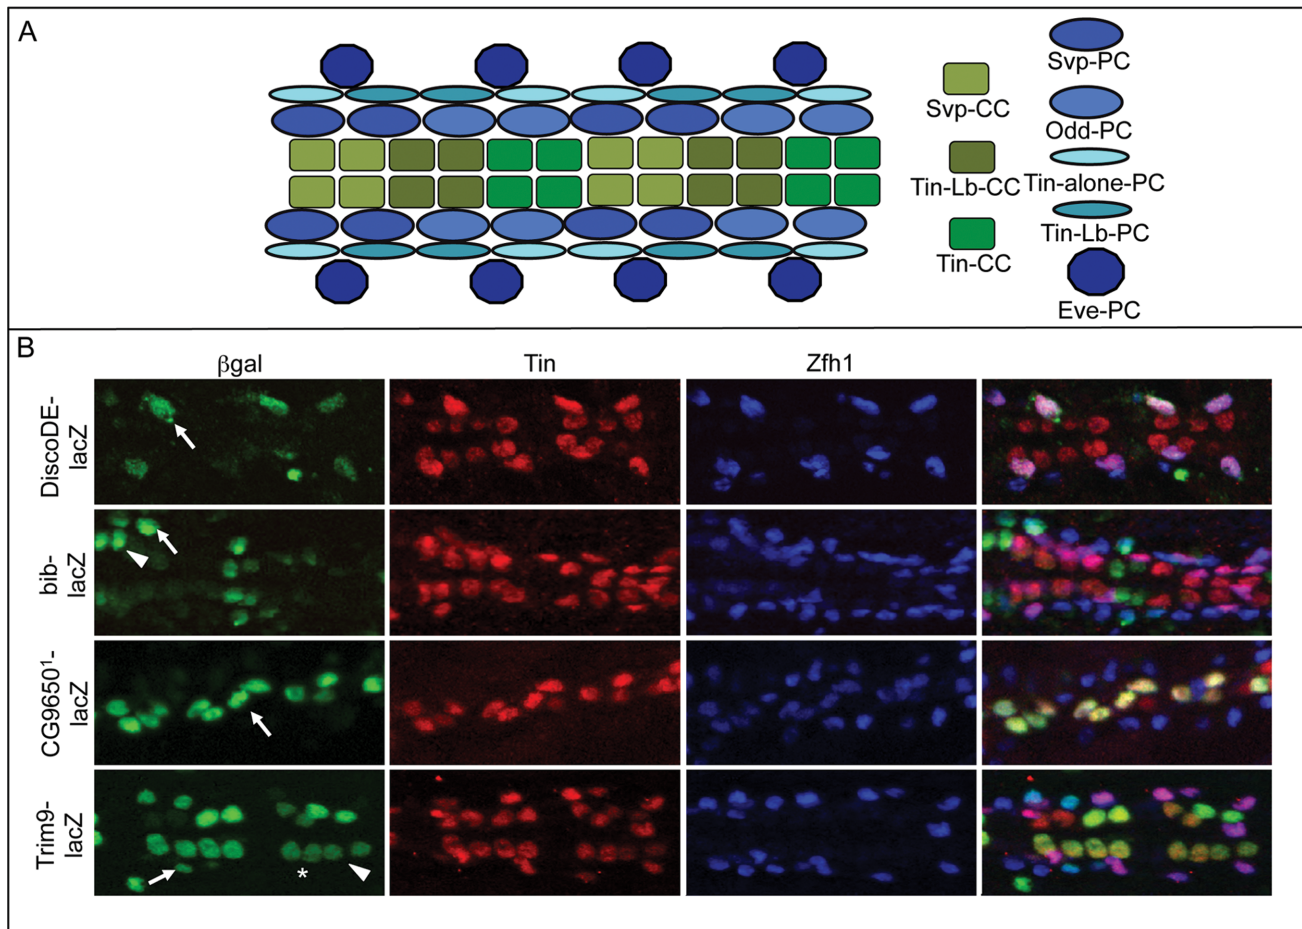 A
Svp-PC
Svp-CC
Odd-PC
Tin-Lb-CC
Tin-alone-PC
Tin-Lb-PC
Tin-CC
Eve-PC
B
βgal
Tin
Zfh1
DiscoDE-
lacZ
bib-
lacZ
CG9650¹-
lacZ
Trim9-
lacZ
*